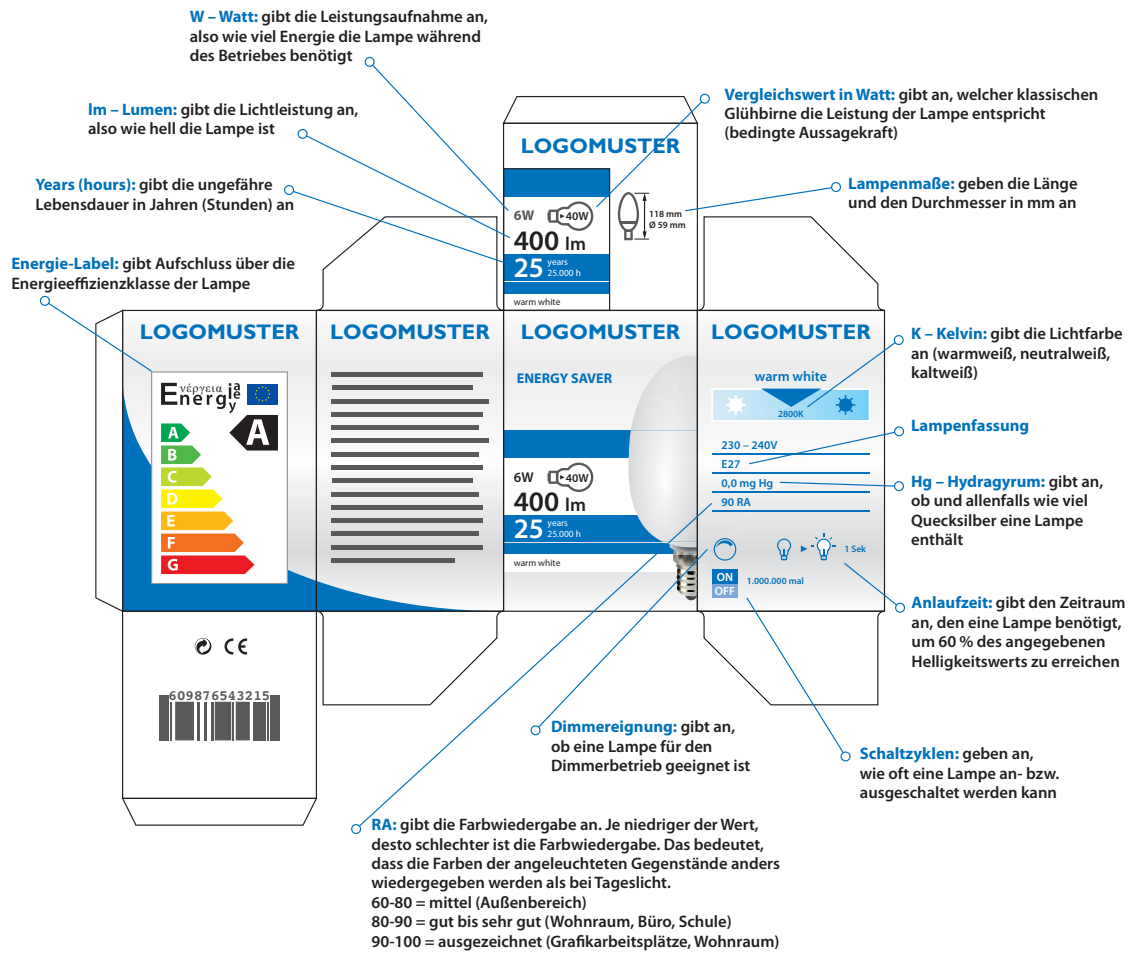 W – Watt: gibt die Leistungsaufnahme an,
also wie viel Energie die Lampe während
des Betriebes benötigt
lm – Lumen: gibt die Lichtleistung an,
also wie hell die Lampe ist
Years (hours): gibt die ungefähre
Lebensdauer in Jahren (Stunden) an
Energie-Label: gibt Aufschluss über die
Energieeffizienzklasse der Lampe
Vergleichswert in Watt: gibt an, welcher klassischen
Glühbirne die Leistung der Lampe entspricht
(bedingte Aussagekraft)
Lampenmaße: geben die Länge
und den Durchmesser in mm an
LOGOMUSTER
6W
40W
400 lm
25 years
25.000 h
warm white
118 mm
Ø 59 mm
LOGOMUSTER
Ενέργεια
Energ
ija
ie
y
A
A
B
C
D
E
F
G
LOGOMUSTER
LOGOMUSTER
ENERGY SAVER
6W
40W
400 lm
25 years
25.000 h
warm white
LOGOMUSTER
warm white
2800K
230 – 240V
E27
0,0 mg Hg
90 RA
1 Sek
ON
OFF
1.000.000 mal
K – Kelvin: gibt die Lichtfarbe
an (warmweiß, neutralweiß,
kaltweiß)
Lampenfassung
Hg – Hydragyrum: gibt an,
ob und allenfalls wie viel
Quecksilber eine Lampe
enthält
Anlaufzeit: gibt den Zeitraum
an, den eine Lampe benötigt,
um 60 % des angegebenen
Helligkeitswerts zu erreichen
CE
609876543215
Dimmereignung: gibt an,
ob eine Lampe für den
Dimmerbetrieb geeignet ist
Schaltzyklen: geben an,
wie oft eine Lampe an- bzw.
ausgeschaltet werden kann
RA: gibt die Farbwiedergabe an. Je niedriger der Wert,
desto schlechter ist die Farbwiedergabe. Das bedeutet,
dass die Farben der angeleuchteten Gegenstände anders
wiedergegeben werden als bei Tageslicht.
60-80 = mittel (Außenbereich)
80-90 = gut bis sehr gut (Wohnraum, Büro, Schule)
90-100 = ausgezeichnet (Grafikarbeitsplätze, Wohnraum)